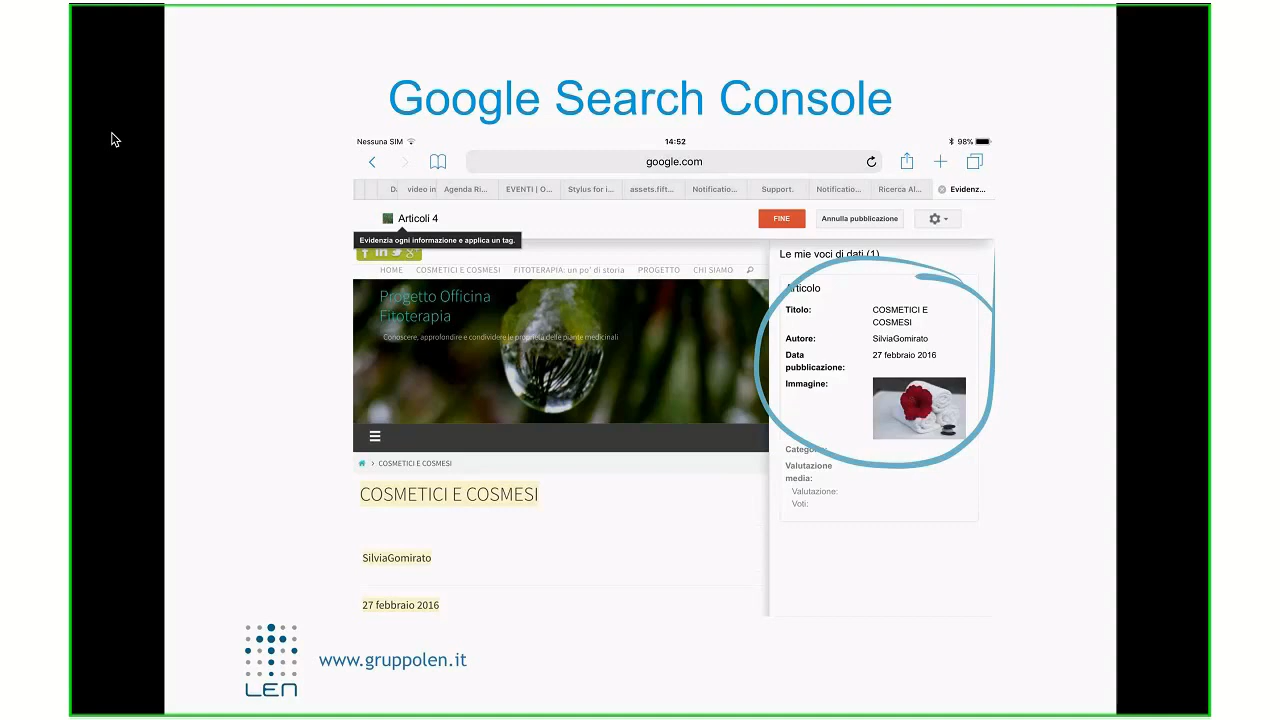 Google Search Console
Nessuna SIM
14:52
98%
google.com
video in
Agenda Ri...
EVENTI | O...
Stylus for i...
assets.fift...
Notificatio...
Support.
Notificatio...
Ricerca Al...
Evidenz...
Articoli 4
FINE
Annulla pubblicazione
Evidenzia ogni informazione e applica un tag.
HOME
COSMETICI E COSMESI
FITOTERAPIA: un po' di storia
PROGETTO
CHI SIAMO
Progetto Officina
Fitoterapia
Conoscere, approfondire e condividere le proprietà delle piante medicinali
COSMETICI E COSMESI
COSMETICI E COSMESI
SilviaGomirato
27 febbraio 2016
Le mie voci di dati (1)
Articolo
Titolo: COSMETICI E
COSMESI
Autore: SilviaGomirato
Data 27 febbraio 2016
pubblicazione:
Immagine:
Categoria:
Valutazione
media:
Valutazione:
Voti:
LEN
www.gruppolen.it